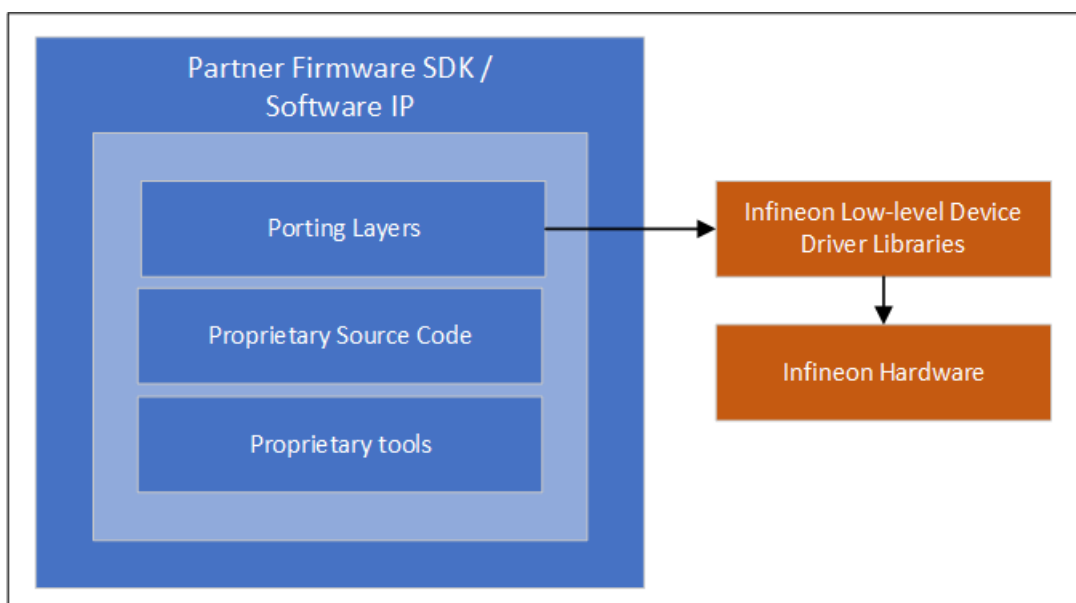 Partner Firmware SDK /
Software IP
Porting Layers
Proprietary Source Code
Proprietary tools
Infineon Low-level Device
Driver Libraries
Infineon Hardware